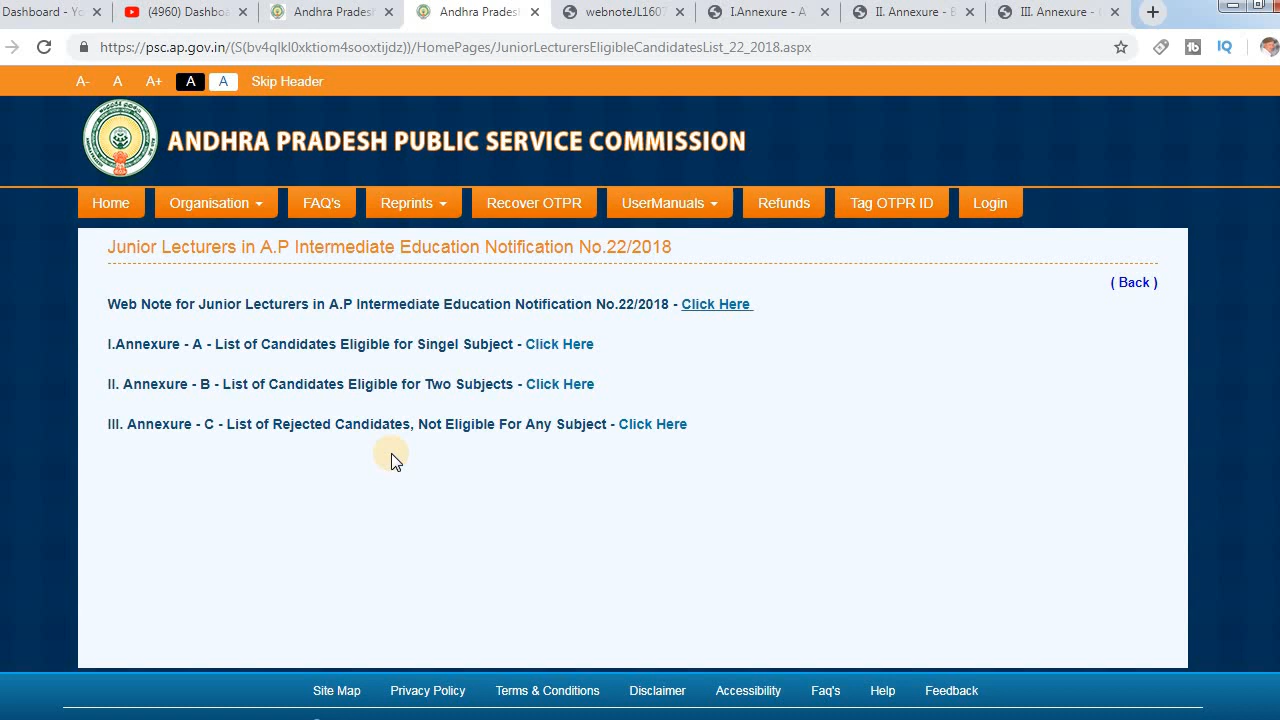 Dashboard - Yo
(4960) Dashboa
Andhra Pradesh
Andhra Pradesh
webnoteJL1607
I.Annexure - A
II. Annexure - B
III. Annexure -
https://psc.ap.gov.in/(S(bv4qlkl0xktiom4sooxtijdz))/HomePages/JuniorLecturersEligibleCandidatesList_22_2018.aspx
A- A A+ A A Skip Header
ANDHRA PRADESH PUBLIC SERVICE COMMISSION
Home Organisation FAQ's Reprints Recover OTPR UserManuals Refunds Tag OTPR ID Login
Junior Lecturers in A.P Intermediate Education Notification No.22/2018
( Back )
Web Note for Junior Lecturers in A.P Intermediate Education Notification No.22/2018 - Click Here
I.Annexure - A - List of Candidates Eligible for Singel Subject - Click Here
II. Annexure - B - List of Candidates Eligible for Two Subjects - Click Here
III. Annexure - C - List of Rejected Candidates, Not Eligible For Any Subject - Click Here
Site Map Privacy Policy Terms & Conditions Disclaimer Accessibility Faq's Help Feedback